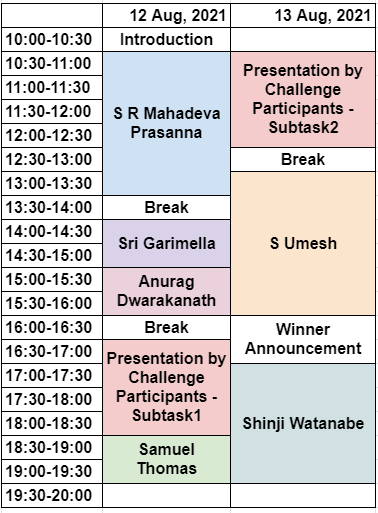 12 Aug, 2021 13 Aug, 2021
10:00-10:30 Introduction
10:30-11:00
11:00-11:30
11:30-12:00
12:00-12:30
12:30-13:00
13:00-13:30
S R Mahadeva
Prasanna
Presentation by
Challenge
Participants -
Subtask2
Break
13:30-14:00 Break
14:00-14:30
14:30-15:00
Sri Garimella
S Umesh
15:00-15:30
15:30-16:00
Anurag
Dwarakanath
16:00-16:30 Break
Winner
Announcement
16:30-17:00
17:00-17:30
17:30-18:00
18:00-18:30
Presentation by
Challenge
Participants -
Subtask1
Shinji Watanabe
18:30-19:00
19:00-19:30
Samuel
Thomas
19:30-20:00